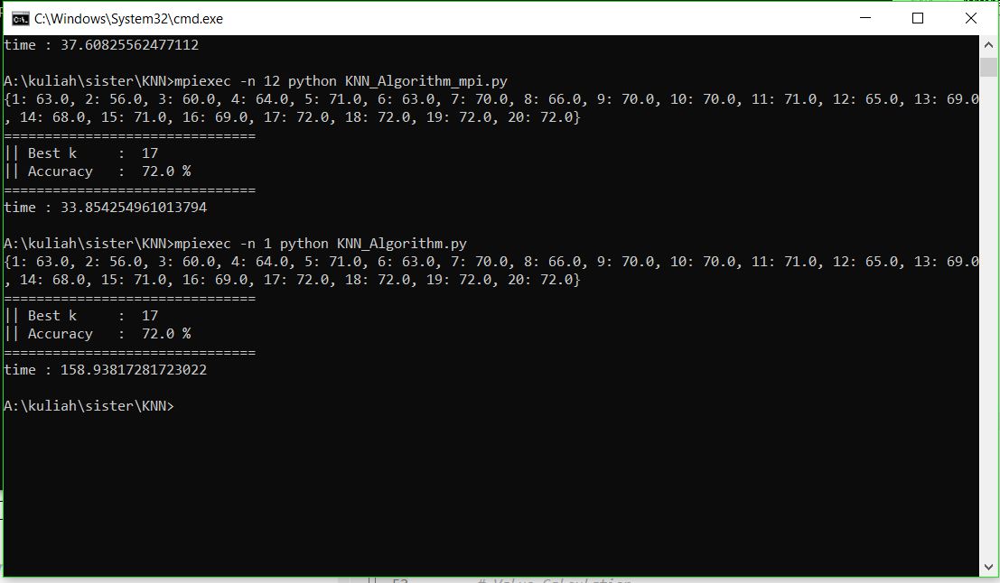 C:\Windows\System32\cmd.exe
time : 37.60825562477112
A:\kuliah\sister\KNN>mpiexec -n 12 python KNN_Algorithm_mpi.py
{1: 63.0, 2: 56.0, 3: 60.0, 4: 64.0, 5: 71.0, 6: 63.0, 7: 70.0, 8: 66.0, 9: 70.0, 10: 70.0, 11: 71.0, 12: 65.0, 13: 69.0
, 14: 68.0, 15: 71.0, 16: 69.0, 17: 72.0, 18: 72.0, 19: 72.0, 20: 72.0}
===============================
|| Best k     :  17
|| Accuracy   :  72.0 %
===============================
time : 33.854254961013794
A:\kuliah\sister\KNN>mpiexec -n 1 python KNN_Algorithm.py
{1: 63.0, 2: 56.0, 3: 60.0, 4: 64.0, 5: 71.0, 6: 63.0, 7: 70.0, 8: 66.0, 9: 70.0, 10: 70.0, 11: 71.0, 12: 65.0, 13: 69.0
, 14: 68.0, 15: 71.0, 16: 69.0, 17: 72.0, 18: 72.0, 19: 72.0, 20: 72.0}
===============================
|| Best k     :  17
|| Accuracy   :  72.0 %
===============================
time : 158.93817281723022
A:\kuliah\sister\KNN>